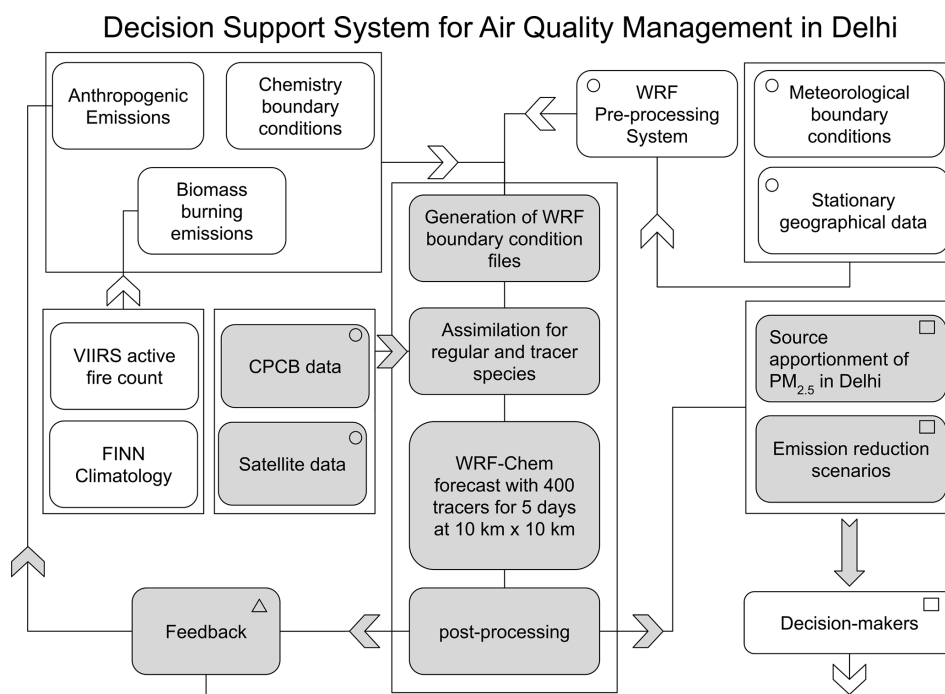 Decision Support System for Air Quality Management in Delhi
Anthropogenic
Emissions
Chemistry
boundary
conditions
Biomass
burning
emissions
WRF
Pre-processing
System
Meteorological
boundary
conditions
Stationary
geographical data
Generation of WRF
boundary condition
files
VIIRS active
fire count
FINN
Climatology
CPCB data
Satellite data
Assimilation for
regular and tracer
species
WRF-Chem
forecast with 400
tracers for 5 days
at 10 km x 10 km
post-processing
Feedback
Source
apportionment of
PM2.5 in Delhi
Emission reduction
scenarios
Decision-makers